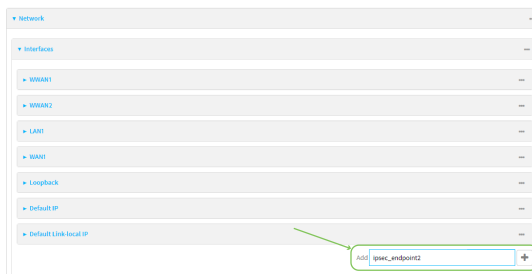 Network
Interfaces
WWAN1
WWAN2
LAN1
WAN1
Loopback
Default IP
Default Link-local IP
Add ipsec_endpoint2